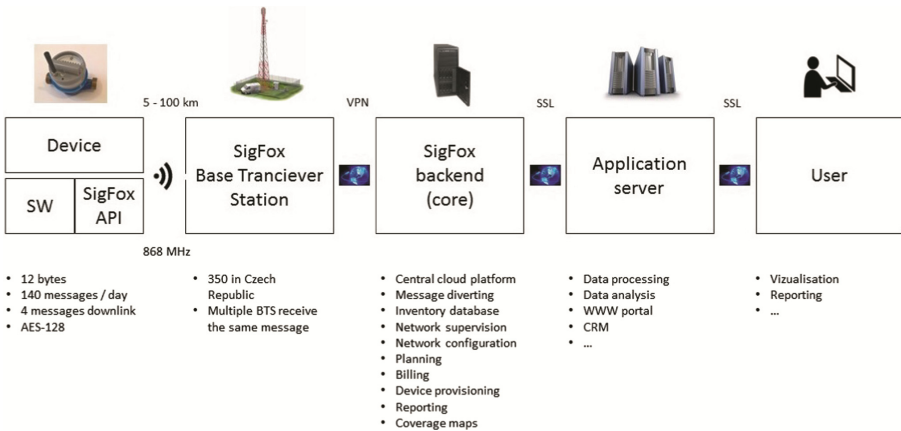 5 - 100 km
VPN
SSL
SSL
Device
SW
SigFox
API
868 MHz
SigFox
Base Tranciever
Station
SigFox
backend
(core)
Application
server
User
• 12 bytes
• 140 messages / day
• 4 messages downlink
• AES-128
• 350 in Czech
Republic
• Multiple BTS receive
the same message
• Central cloud platform
• Message diverting
• Inventory database
• Network supervision
• Network configuration
• Planning
• Billing
• Device provisioning
• Reporting
• Coverage maps
• Data processing
• Data analysis
• WWW portal
• CRM
• ...
• Vizualisation
• Reporting
• ...